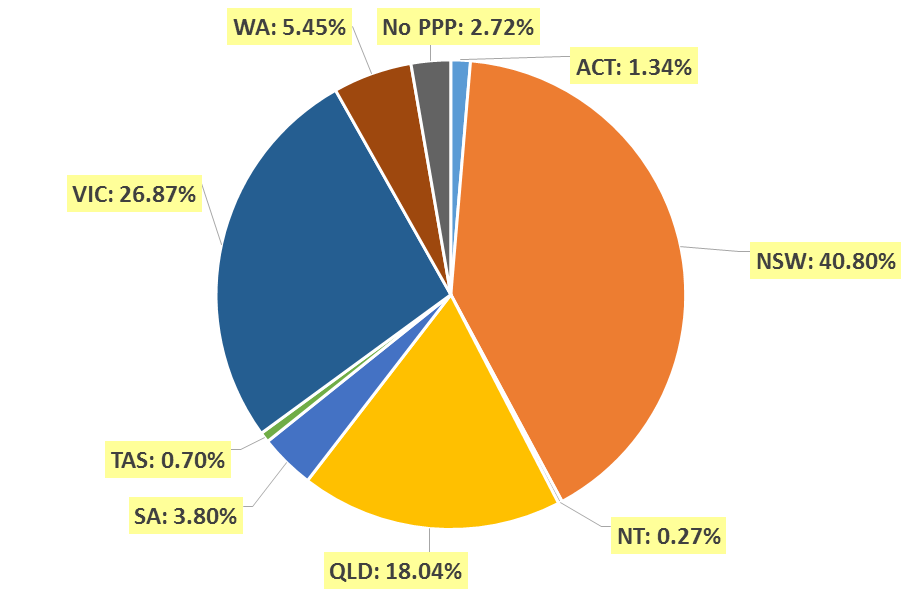 WA: 5.45%
No PPP: 2.72%
ACT: 1.34%
VIC: 26.87%
NSW: 40.80%
TAS: 0.70%
SA: 3.80%
NT: 0.27%
QLD: 18.04%